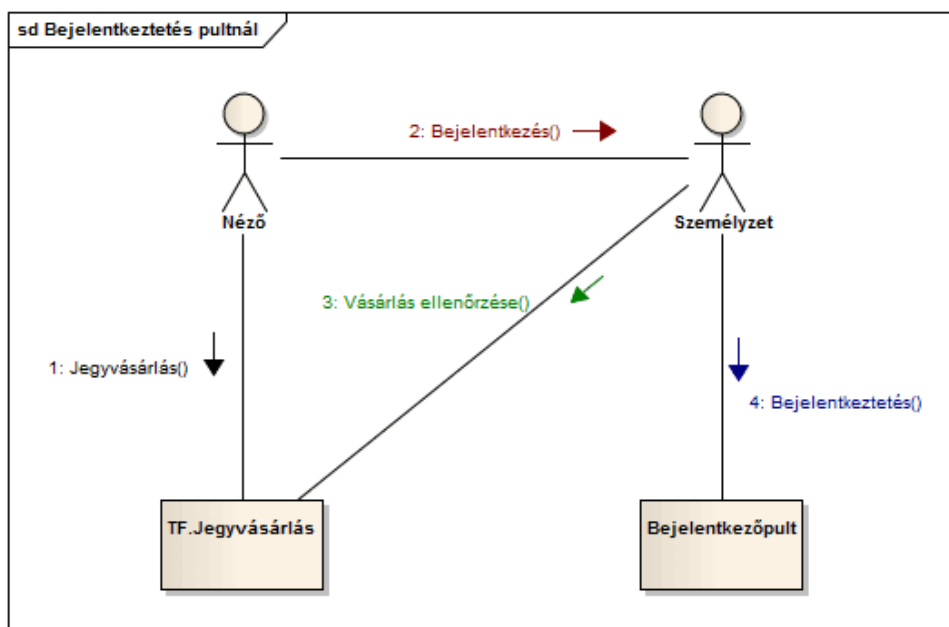 sd Bejelentkeztetés pultnál
2: Bejelentkezés()
Néző
Személyzet
3: Vásárlás ellenőrzése()
1: Jegyvásárlás()
4: Bejelentkeztetés()
TF.Jegyvásárlás
Bejelentkezőpult